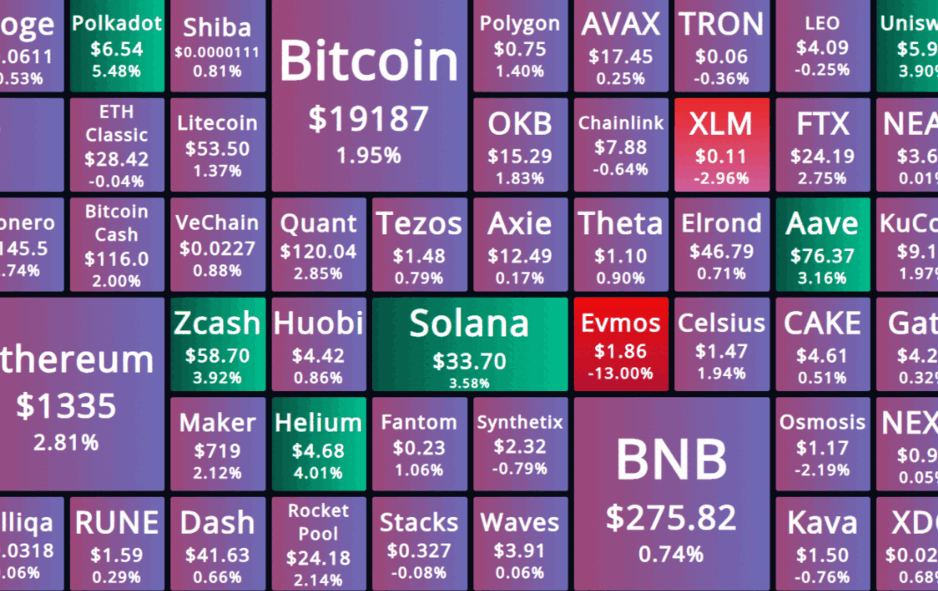 oge
.0611
0.53%
Polkadot
$6.54
5.48%
Shiba
$0.0000111
0.81%
Bitcoin
$19187
1.95%
Polygon
$0.75
1.40%
AVAX
$17.45
0.25%
TRON
$0.06
-0.36%
LEO
$4.09
-0.25%
Unisw
$5.9
3.90%
ETH
Classic
$28.42
-0.04%
Litecoin
$53.50
1.37%
OKB
$15.29
1.83%
Chainlink
$7.88
-0.64%
XLM
$0.11
-2.96%
FTX
$24.19
2.75%
NEA
$3.6
0.01%
onero
145.5
.74%
Bitcoin
Cash
$116.0
2.00%
VeChain
$0.0227
0.88%
Quant
$120.04
2.85%
Tezos
$1.48
0.79%
Axie
$12.49
0.17%
Theta
$1.10
0.90%
Elrond
$46.79
0.71%
Aave
$76.37
3.16%
KuCo
$9.1
1.97%
thereum
$1335
2.81%
Zcash
$58.70
3.92%
Huobi
$4.42
0.86%
Solana
$33.70
3.58%
Evmos
$1.86
-13.00%
Celsius
$1.47
1.94%
CAKE
$4.61
0.51%
Gat
$4.2
0.32%
Maker
$719
2.12%
Helium
$4.68
4.01%
Fantom
$0.23
1.06%
Synthetix
$2.32
-0.79%
BNB
$275.82
0.74%
Osmosis
$1.17
-2.19%
NEX
$0.9
0.05%
lliqa
.0318
.06%
RUNE
$1.59
0.29%
Dash
$41.63
0.66%
Rocket
Pool
$24.18
2.14%
Stacks
$0.327
-0.08%
Waves
$3.91
0.06%
Kava
$1.50
-0.76%
XD
$0.02
0.68%